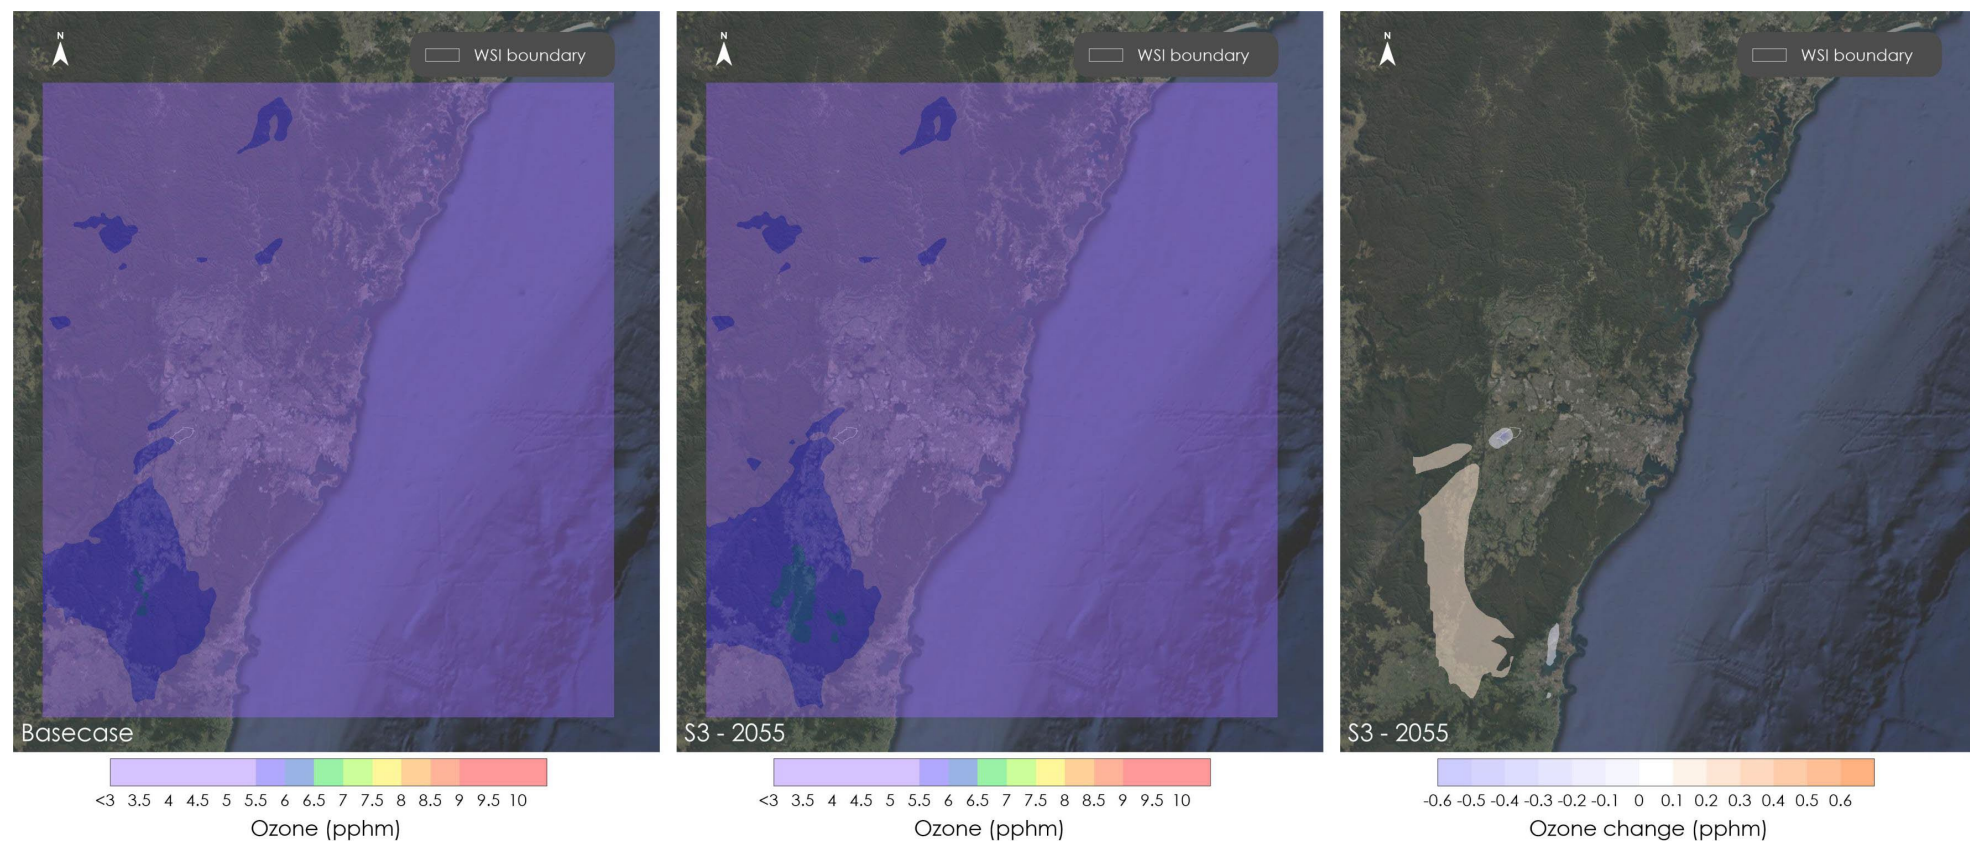 N
WSI boundary
N
WSI boundary
N
WSI boundary
Basecase
S3 - 2055
S3 - 2055
<3 3.5 4 4.5 5 5.5 6 6.5 7 7.5 8 8.5 9 9.5 10
<3 3.5 4 4.5 5 5.5 6 6.5 7 7.5 8 8.5 9 9.5 10
-0.6 -0.5 -0.4 -0.3 -0.2 -0.1 0 0.1 0.2 0.3 0.4 0.5 0.6
Ozone (pphm)
Ozone (pphm)
Ozone change (pphm)